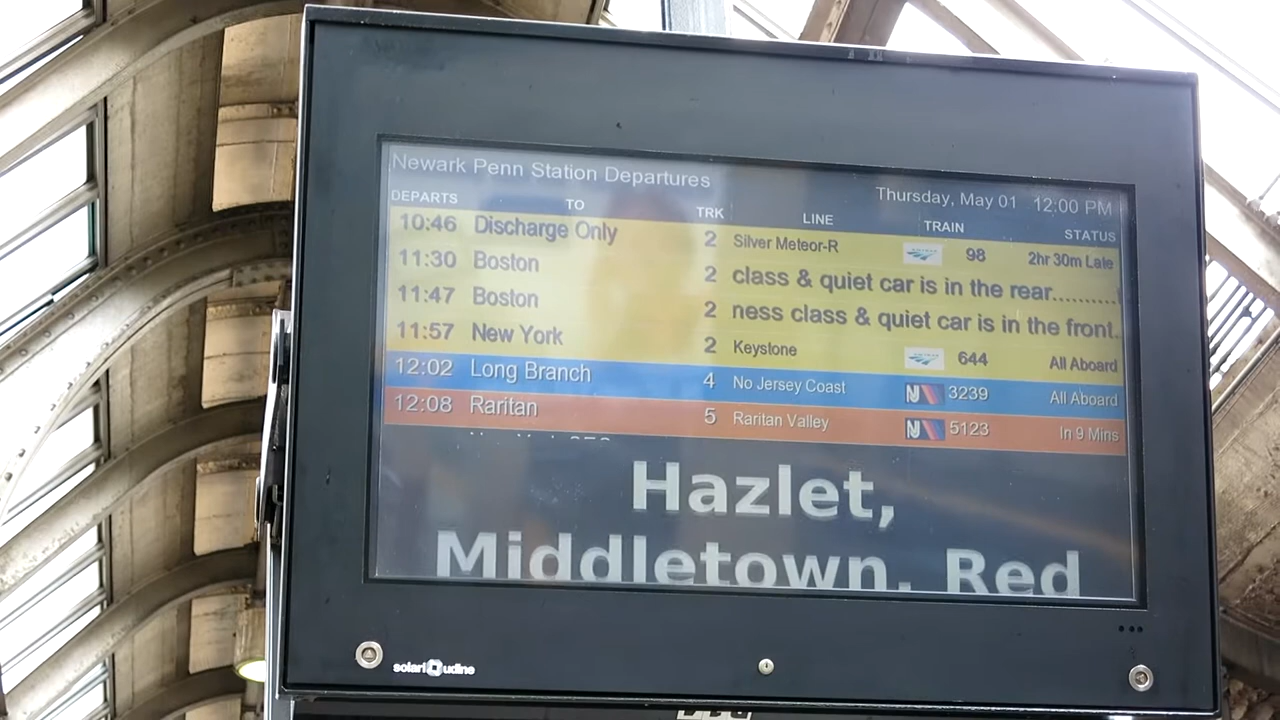 Newark Penn Station Departures
Thursday, May 01 12:00 PM
DEPARTS TO TRK LINE TRAIN STATUS
10:46 Discharge Only 2 Silver Meteor-R 98 2hr 30m Late
11:30 Boston 2 class & quiet car is in the rear..........
11:47 Boston 2 ness class & quiet car is in the front.
11:57 New York 2 Keystone 644 All Aboard
12:02 Long Branch 4 No Jersey Coast NJ 3239 All Aboard
12:08 Raritan 5 Raritan Valley NJ 5123 In 9 Mins
Hazlet,
Middletown, Red
solari udine